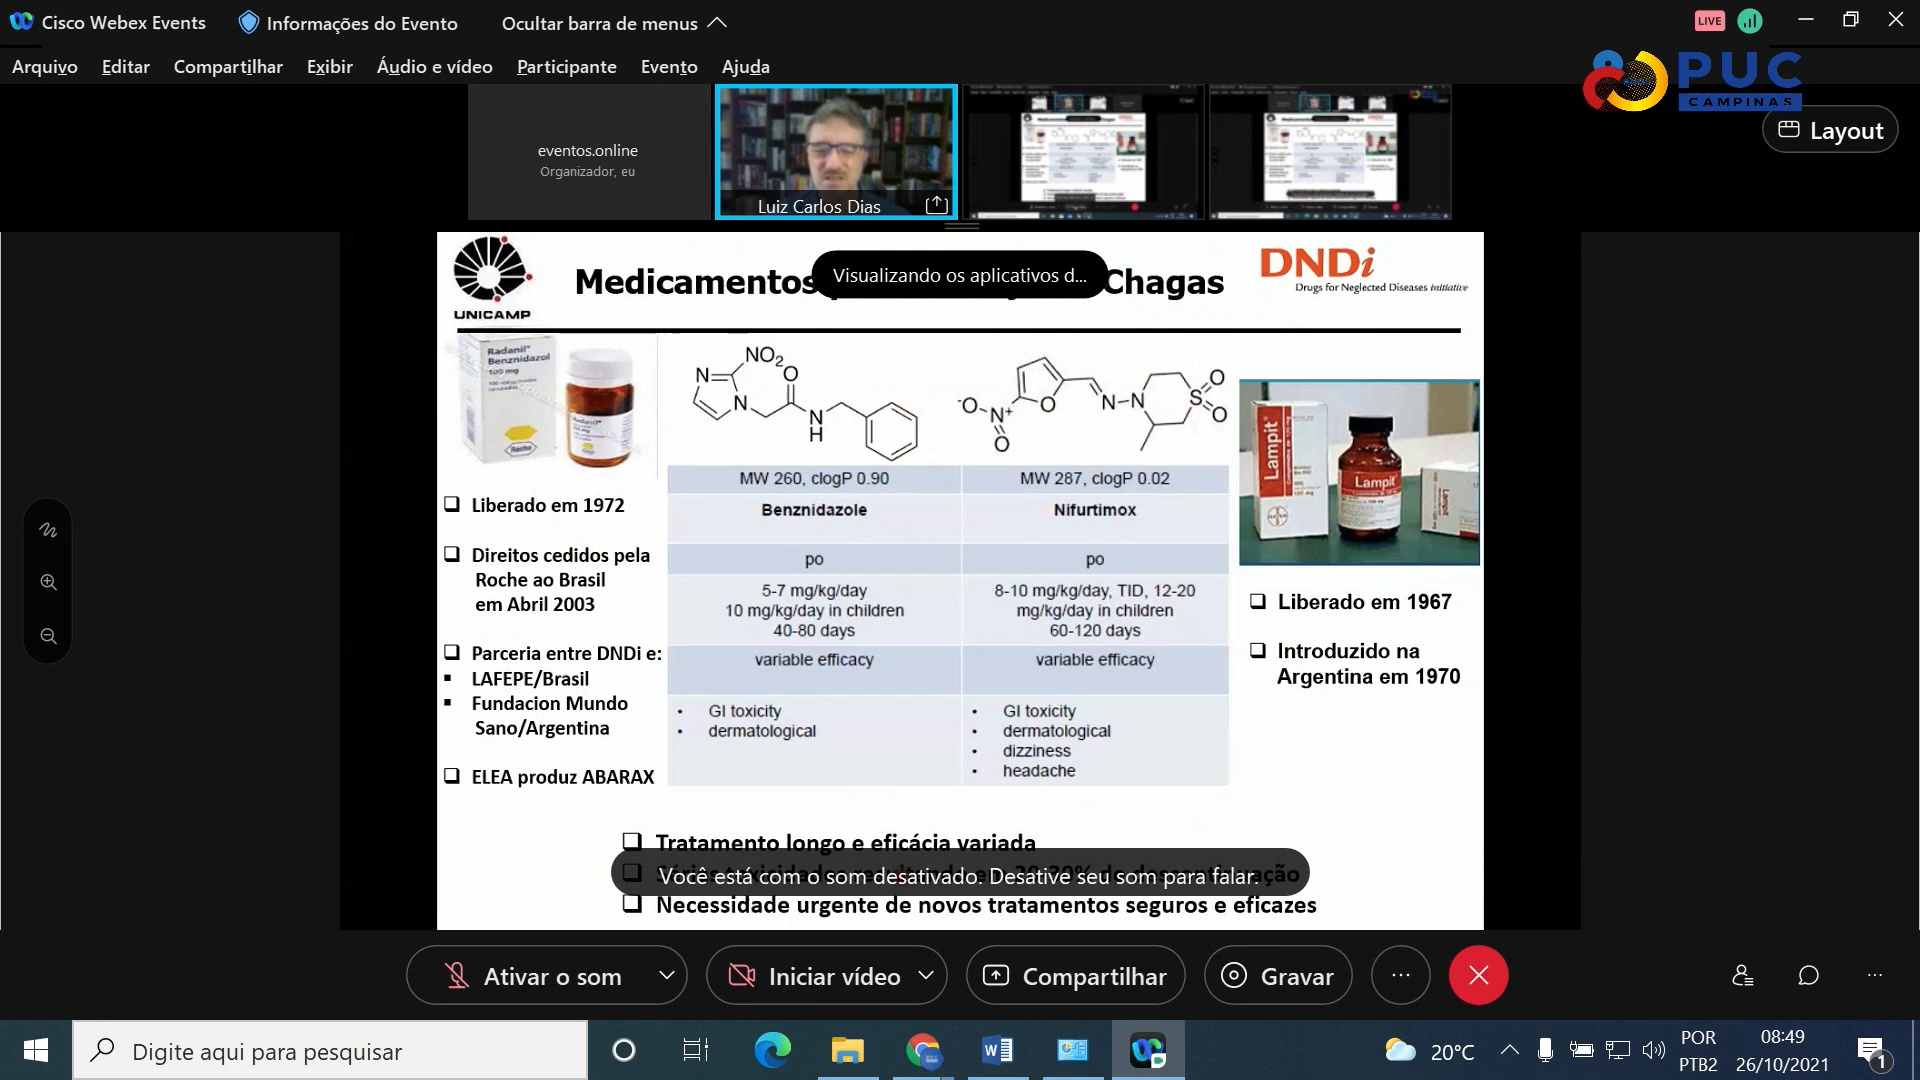 Cisco Webex Events
Informações do Evento
Ocultar barra de menus
LIVE
Arquivo Editar Compartilhar Exibir Áudio e vídeo Participante Evento Ajuda
PUC
CAMPINAS
Layout
eventos.online
Organizador, eu
Luiz Carlos Dias
UNICAMP
Medicamentos
Chagas
Visualizando os aplicativos d...
DNDi
Drugs for Neglected Diseases initiative
Radanil
Benznidazol
100 mg
Roche
NO2
N
O
N
N
H
-O
N+
O
O
N
N
S
O
O
Lampit
Lampit
Lampit
MW 260, clogP 0.90
MW 287, clogP 0.02
Benznidazole
Nifurtimox
po
po
5-7 mg/kg/day
10 mg/kg/day in children
40-80 days
8-10 mg/kg/day, TID, 12-20
mg/kg/day in children
60-120 days
variable efficacy
variable efficacy
• GI toxicity
• dermatological
• GI toxicity
• dermatological
• dizziness
• headache
❑ Liberado em 1972
❑ Direitos cedidos pela
Roche ao Brasil
em Abril 2003
❑ Parceria entre DNDi e:
▪ LAFEPE/Brasil
▪ Fundacion Mundo
Sano/Argentina
❑ ELEA produz ABARAX
❑ Liberado em 1967
❑ Introduzido na
Argentina em 1970
❑ Tratamento longo e eficácia variada
Você está com o som desativado. Desative seu som para falar.
❑ Necessidade urgente de novos tratamentos seguros e eficazes
Ativar o som
Iniciar vídeo
Compartilhar
Gravar
Digite aqui para pesquisar
20°C
POR
PTB2
08:49
26/10/2021
1